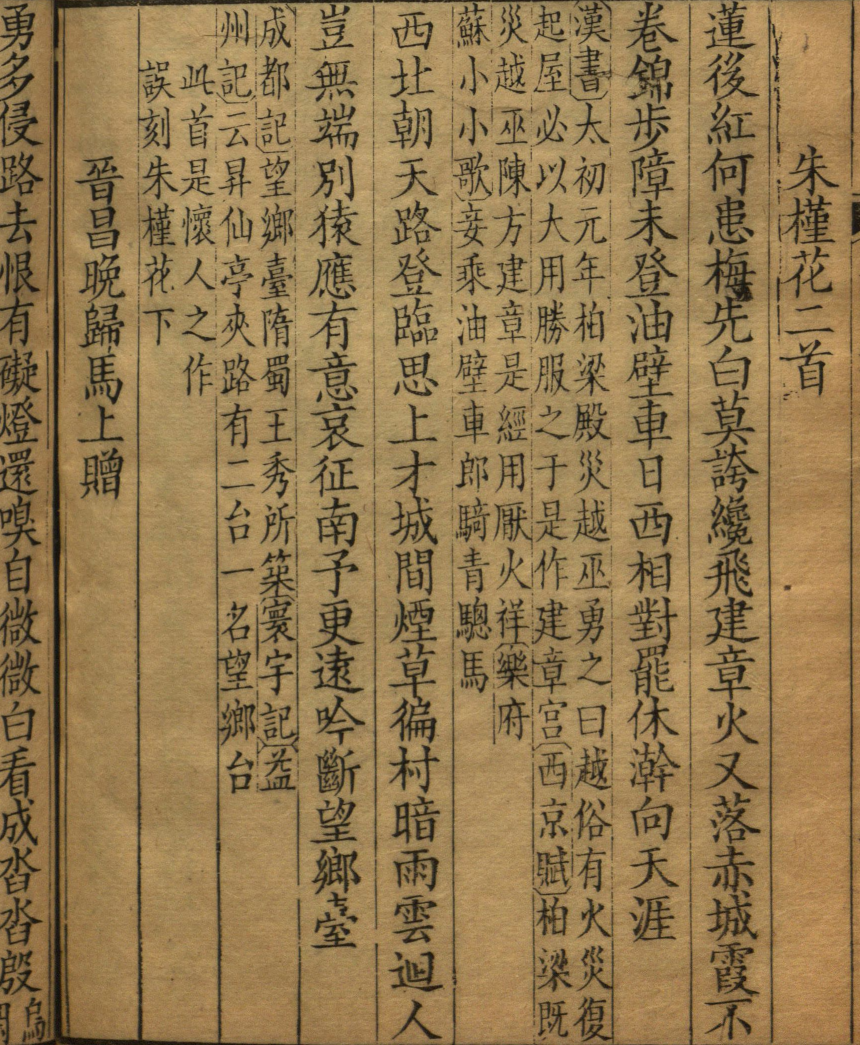 朱槿花二首
蓮後紅何患梅先白莫誇纔飛建章火又落赤城霞不
卷錦步障未登油壁車日西相對罷休澣向天涯
漢書太初元年柏梁殿災越巫勇之曰越俗有火災復
起屋必以大用勝服之于是作建章宮西京賦柏梁既
災越巫陳方建章是經用厭火祥樂府
蘇小小歌妾乘油壁車郎騎青驄馬
西北朝天路登臨思上才城間煙草徧村暗雨雲迴人
豈無端別猿應有意哀征南予更遠吟斷望鄉臺
成都記望鄉臺隋蜀王秀所築寰宇記益
州記云昇仙亭夾路有二台一名望鄉台
此首是懷人之作
誤刻朱槿花下
晉昌晚歸馬上贈
勇多侵路去恨有礙燈還嗅自微微白看成沓沓殷
烏